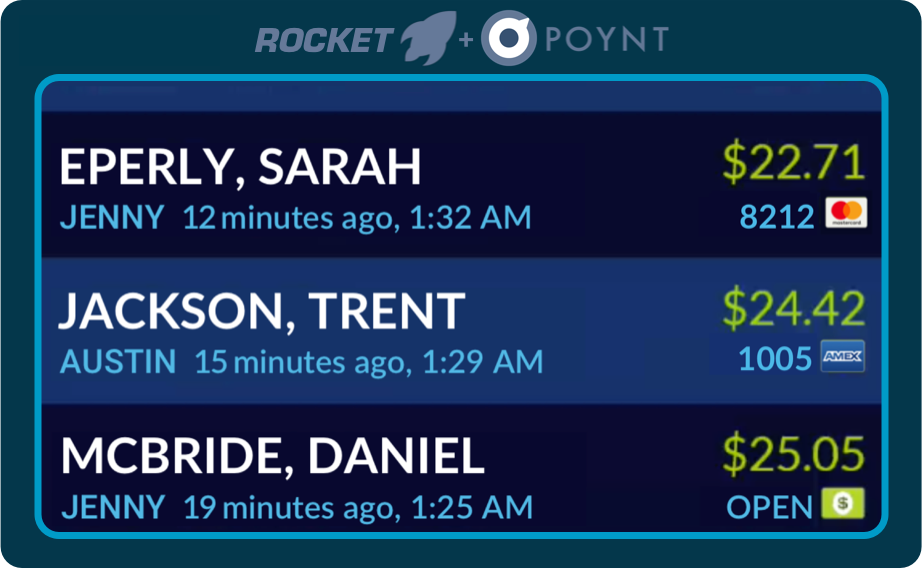 ROCKET + POYNT
EPERLY, SARAH $22.71
JENNY 12 minutes ago, 1:32 AM 8212 mastercard
JACKSON, TRENT $24.42
AUSTIN 15 minutes ago, 1:29 AM 1005 AMEX
MCBRIDE, DANIEL $25.05
JENNY 19 minutes ago, 1:25 AM OPEN $